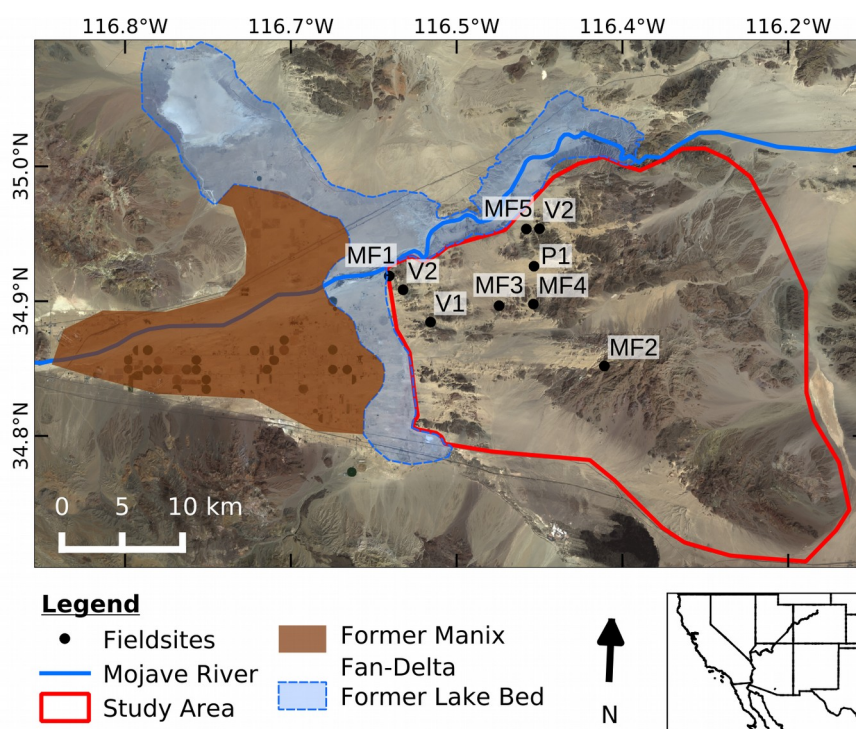 116.8°W 116.7°W 116.5°W 116.4°W 116.2°W
35.0°N
34.9°N
34.8°N
MF5 V2
MF1
V2
P1
MF3 MF4
V1
MF2
0 5 10 km
Legend
Fieldsites
Mojave River
Study Area
Former Manix
Fan-Delta
Former Lake Bed
N